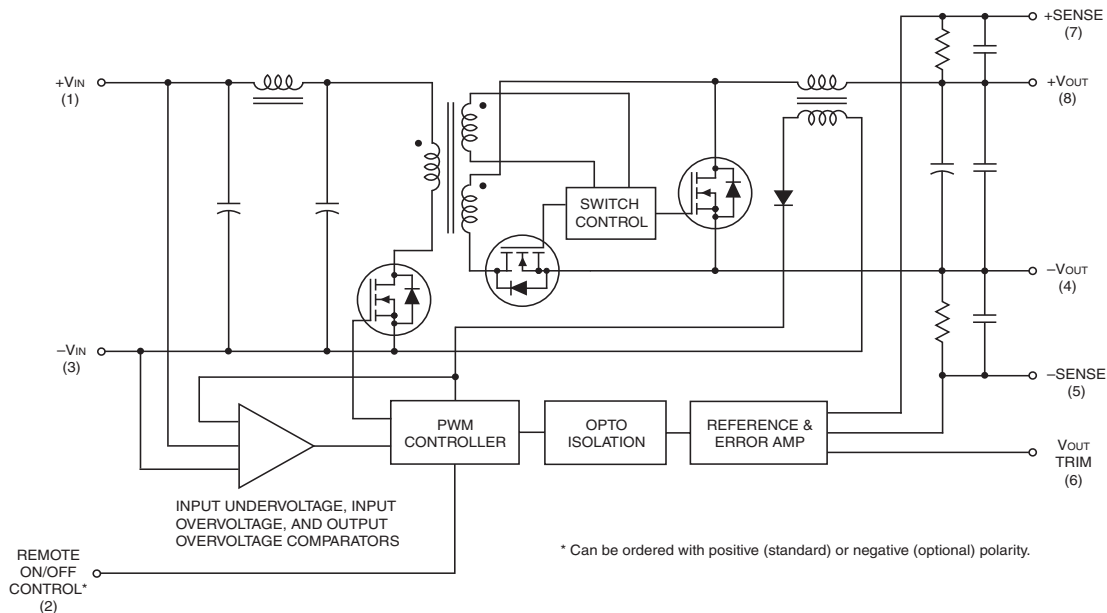 +SENSE
(7)
+VIN
(1)
+VOUT
(8)
SWITCH
CONTROL
−VOUT
(4)
−VIN
(3)
−SENSE
(5)
PWM
CONTROLLER
OPTO
ISOLATION
REFERENCE &
ERROR AMP
VOUT
TRIM
(6)
INPUT UNDERVOLTAGE, INPUT
OVERVOLTAGE, AND OUTPUT
OVERVOLTAGE COMPARATORS
REMOTE
ON/OFF
CONTROL*
(2)
* Can be ordered with positive (standard) or negative (optional) polarity.